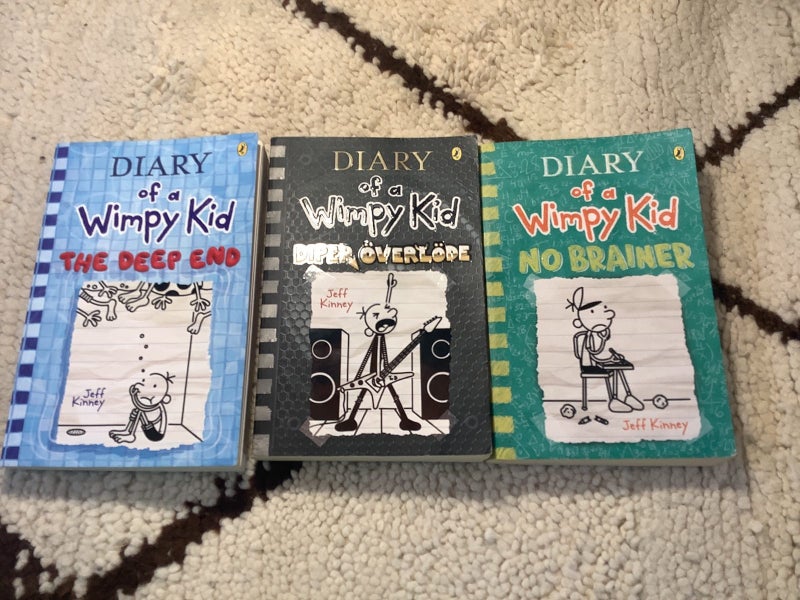 DIARY
of a
Wimpy Kid
THE DEEP END
Jeff
Kinney
DIARY
of a
Wimpy Kid
DIPER ÖVERLÖDE
Jeff
Kinney
DIARY
of a
Wimpy Kid
NO BRAINER
Jeff Kinney